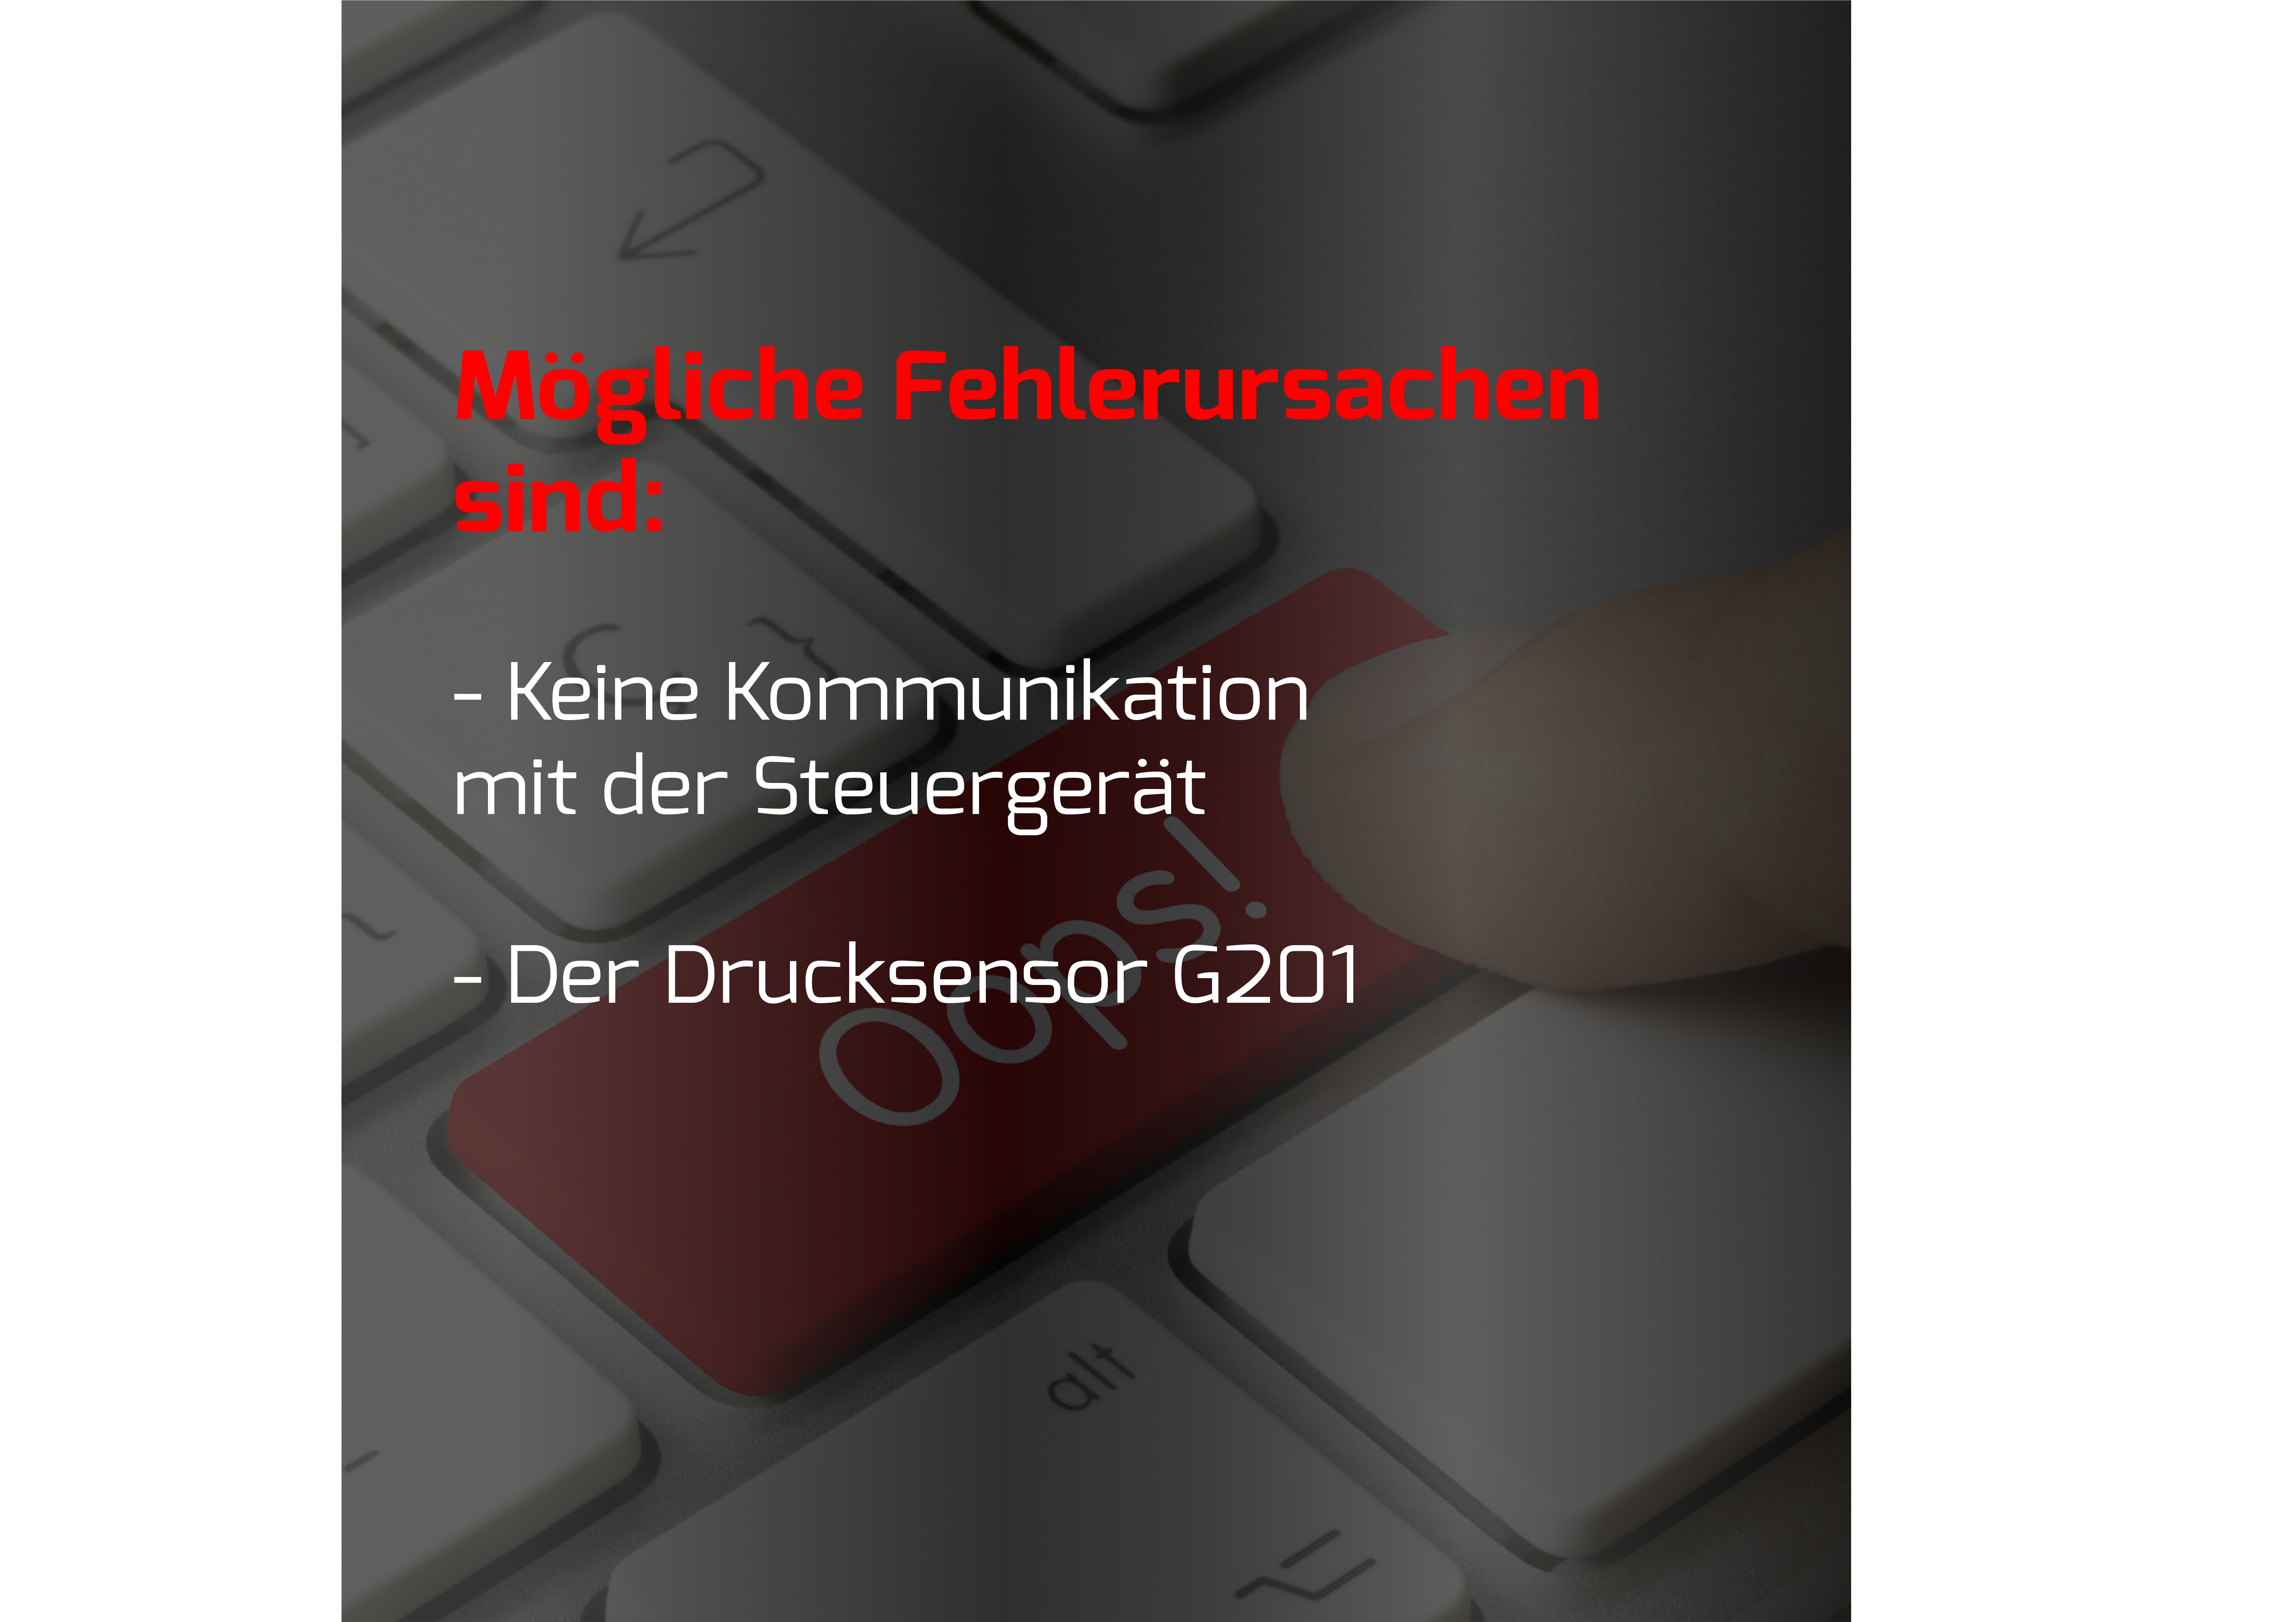 Mögliche Fehlerursachen
sind:
- Keine Kommunikation
mit der Steuergerät
- Der Drucksensor G201
Oops!
alt